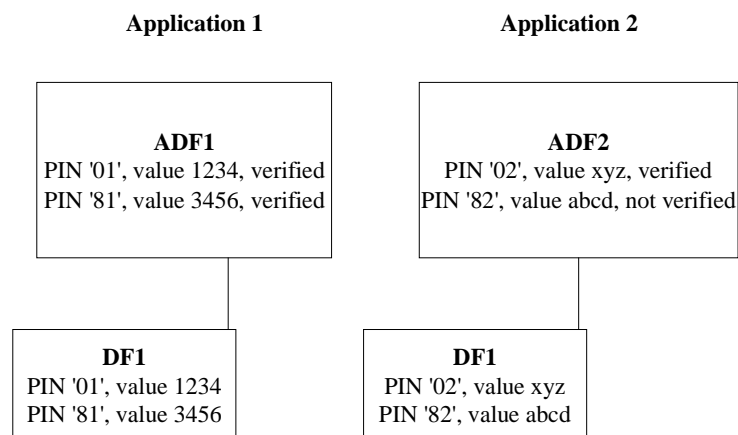 Application 1
Application 2
ADF1
PIN '01', value 1234, verified
PIN '81', value 3456, verified
ADF2
PIN '02', value xyz, verified
PIN '82', value abcd, not verified
DF1
PIN '01', value 1234
PIN '81', value 3456
DF1
PIN '02', value xyz
PIN '82', value abcd